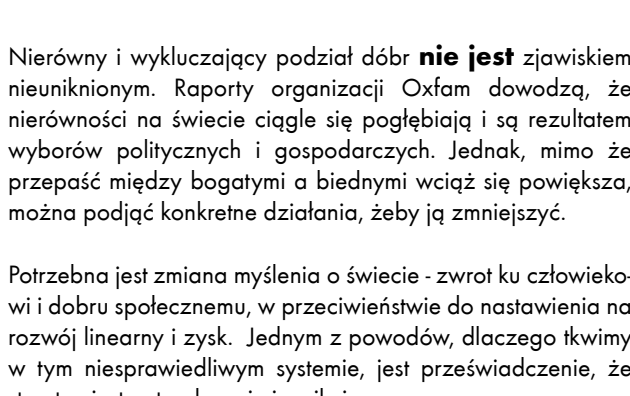 Nierówny i wykluczający podział dóbr nie jest zjawiskiem
nieuniknionym. Raporty organizacji Oxfam dowodzą, że
nierówności na świecie ciągle się pogłębiają i są rezultatem
wyborów politycznych i gospodarczych. Jednak, mimo że
przepaść między bogatymi a biednymi wciąż się powiększa,
można podjąć konkretne działania, żeby ją zmniejszyć.
Potrzebna jest zmiana myślenia o świecie - zwrot ku człowieko-
wi i dobru społecznemu, w przeciwieństwie do nastawienia na
rozwój linearny i zysk. Jednym z powodów, dlaczego tkwimy
w tym niesprawiedliwym systemie, jest przeświadczenie, że